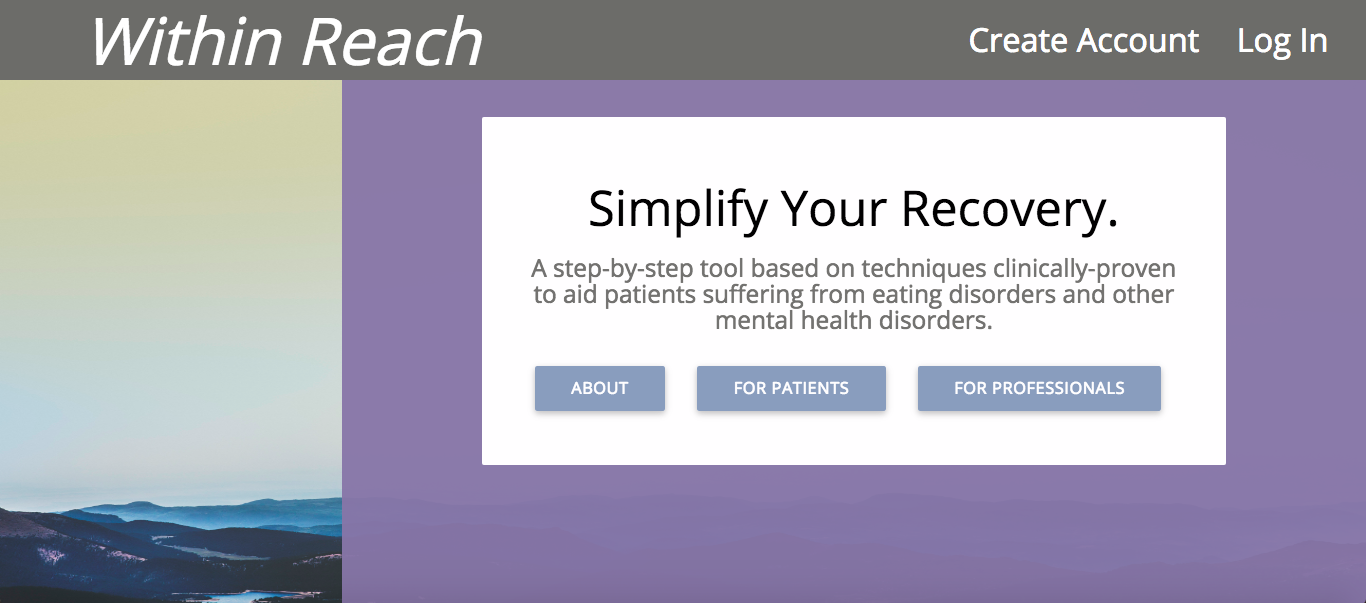 Within Reach
Create Account
Log In
Simplify Your Recovery.
A step-by-step tool based on techniques clinically-proven
to aid patients suffering from eating disorders and other
mental health disorders.
ABOUT
FOR PATIENTS
FOR PROFESSIONALS